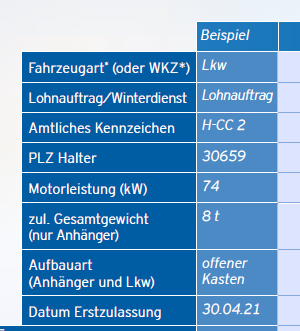 Beispiel
Fahrzeugart* (oder WKZ*) Lkw
Lohnauftrag/Winterdienst Lohnauftrag
Amtliches Kennzeichen H-CC 2
PLZ Halter 30659
Motorleistung (kW) 74
zul. Gesamtgewicht 8 t
(nur Anhänger)
Aufbauart offener
(Anhänger und Lkw) Kasten
Datum Erstzulassung 30.04.21